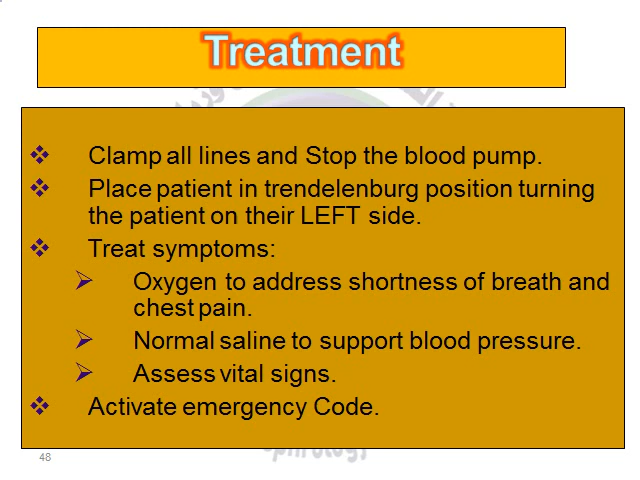 Treatment
❖ Clamp all lines and Stop the blood pump.
❖ Place patient in trendelenburg position turning
the patient on their LEFT side.
❖ Treat symptoms:
➢ Oxygen to address shortness of breath and
chest pain.
➢ Normal saline to support blood pressure.
➢ Assess vital signs.
❖ Activate emergency Code.
48